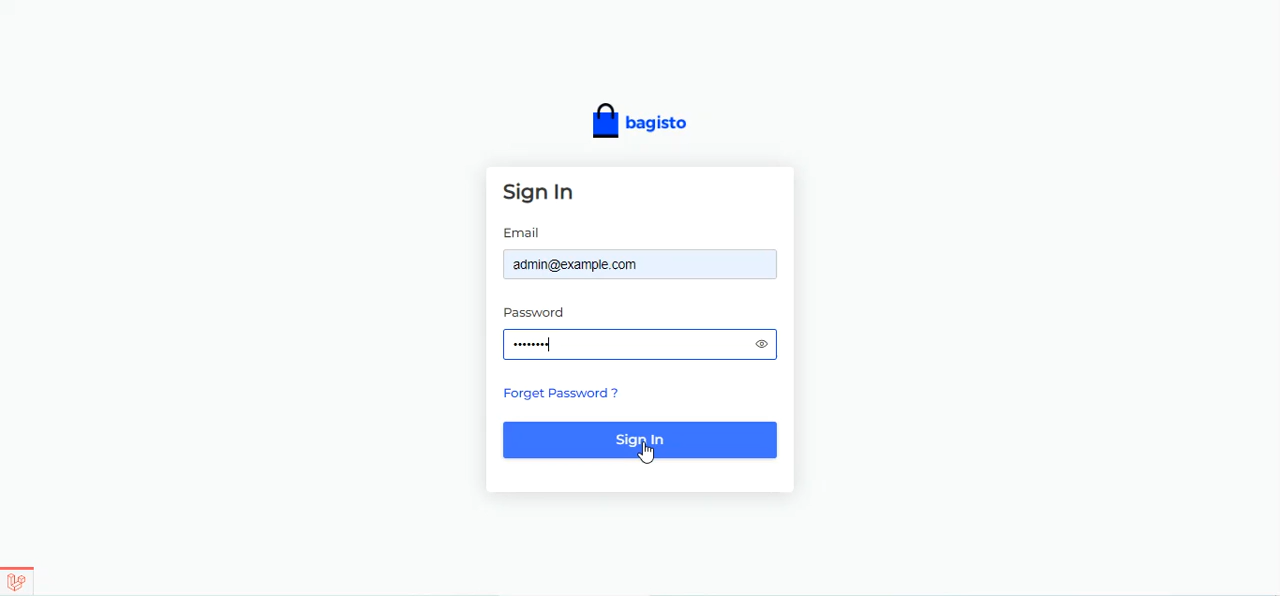 bagisto
Sign In
Email
admin@example.com
Password
••••••••
Forget Password ?
Sign In